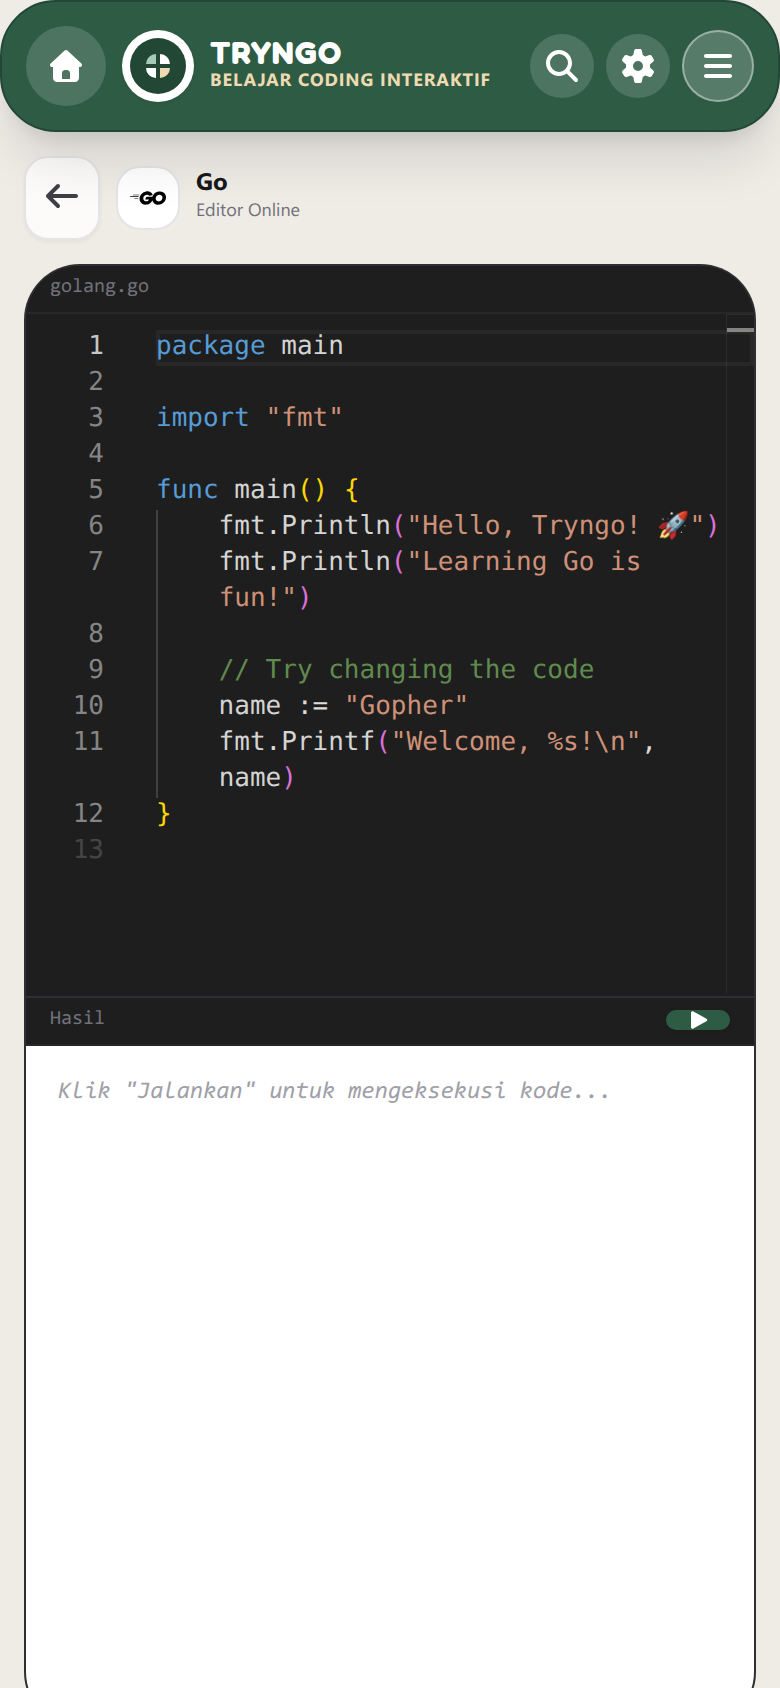 TRYNGO
BELAJAR CODING INTERAKTIF
GO
Go
Editor Online
golang.go
1 package main
2
3 import "fmt"
4
5 func main() {
6 fmt.Println("Hello, Tryngo! 🚀")
7 fmt.Println("Learning Go is
fun!")
8
9 // Try changing the code
10 name := "Gopher"
11 fmt.Printf("Welcome, %s!\n",
name)
12 }
13
Hasil
Klik "Jalankan" untuk mengeksekusi kode...